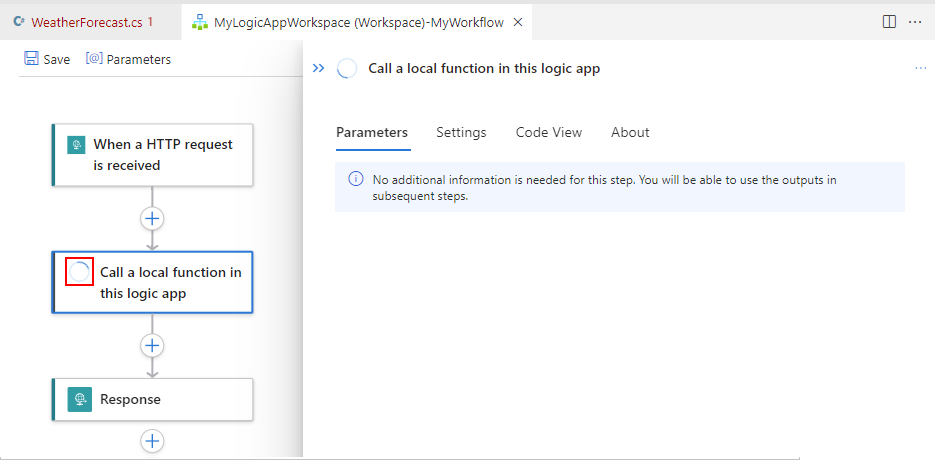 WeatherForecast.cs 1
MyLogicAppWorkspace (Workspace)-MyWorkflow
Save
Parameters
When a HTTP request
is received
Call a local function in
this logic app
Response
Call a local function in this logic app
Parameters
Settings
Code View
About
No additional information is needed for this step. You will be able to use the outputs in
subsequent steps.